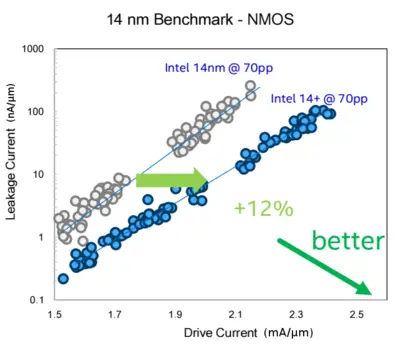 14 nm Benchmark - NMOS
1000
Intel 14nm @ 70pp
Intel 14+ @ 70pp
100
Leakage Current (nA/µm)
10
+12%
1
better
0.1
1.5 1.7 1.9 2.1 2.3 2.5
Drive Current (mA/µm)